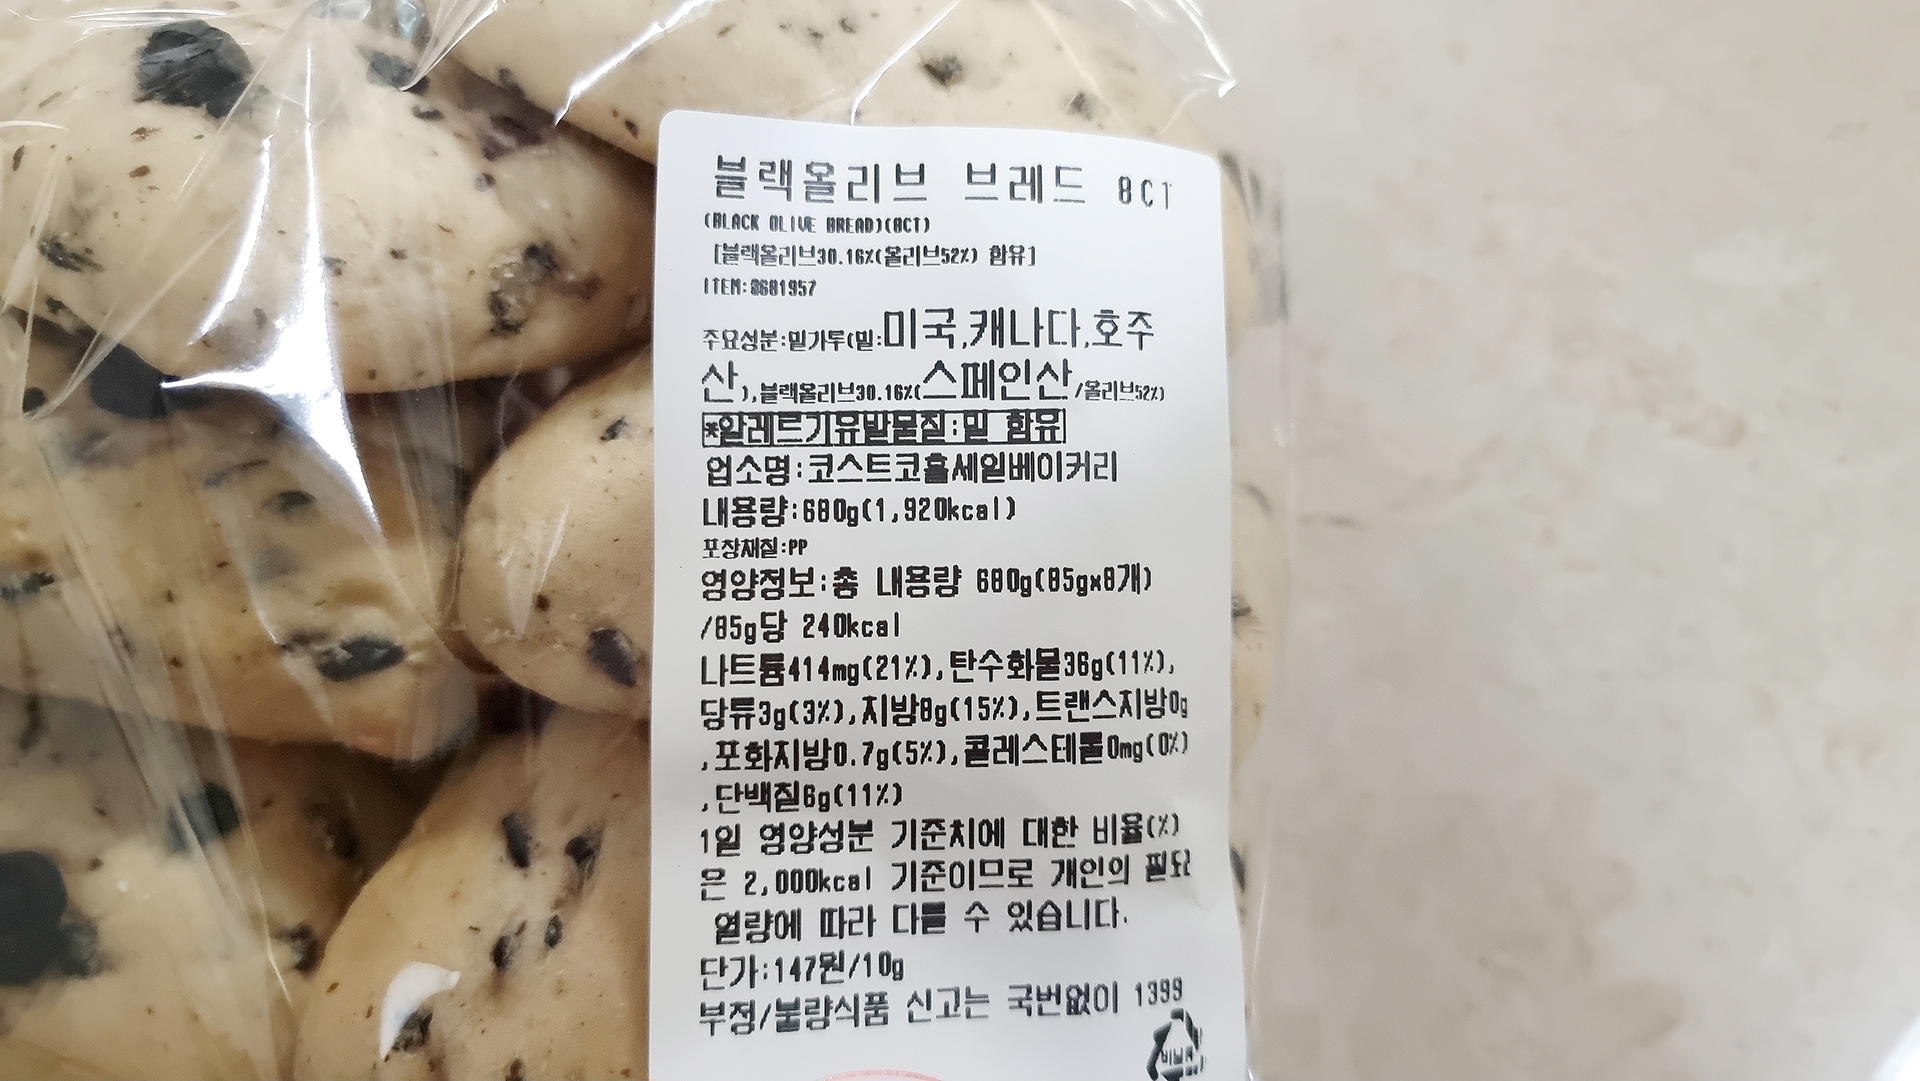 블랙올리브 브레드 8CT
(BLACK OLIVE BREAD)(8CT)
[블랙올리브30.16%(올리브52%) 함유]
ITEM:
주요성분:밀가루(밀:미국,캐나다,호주
산),블랙올리브30.16%(스페인산/올리브52%)
*알레르기유발물질:밀 함유
업소명:코스트코홀세일베이커리
내용량:680g(1,920kcal)
포장재질:PP
영양정보:총 내용량 680g(85gx8개)
/85g당 240kcal
나트륨414mg(21%),탄수화물36g(11%),
당류3g(3%),지방8g(15%),트랜스지방0g
,포화지방0.7g(5%),콜레스테롤0mg(0%)
,단백질6g(11%)
1일 영양성분 기준치에 대한 비율(%)
은 2,000kcal 기준이므로 개인의 필요
열량에 따라 다를 수 있습니다.
단가:147원/10g
부정/불량식품 신고는 국번없이 1399
비닐류